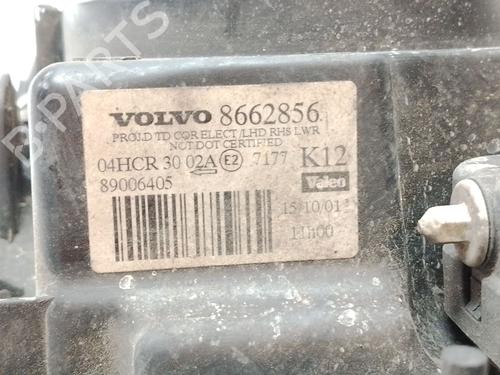 VOLVO 8662856
PROJ.D TD COR ELECT /LHD RHS LWR
NOT DOT CERTIFIED
04HCR 30 02A E2 7177 K12
89006405
Valeo
15/10/01
11h00
B-PARTS